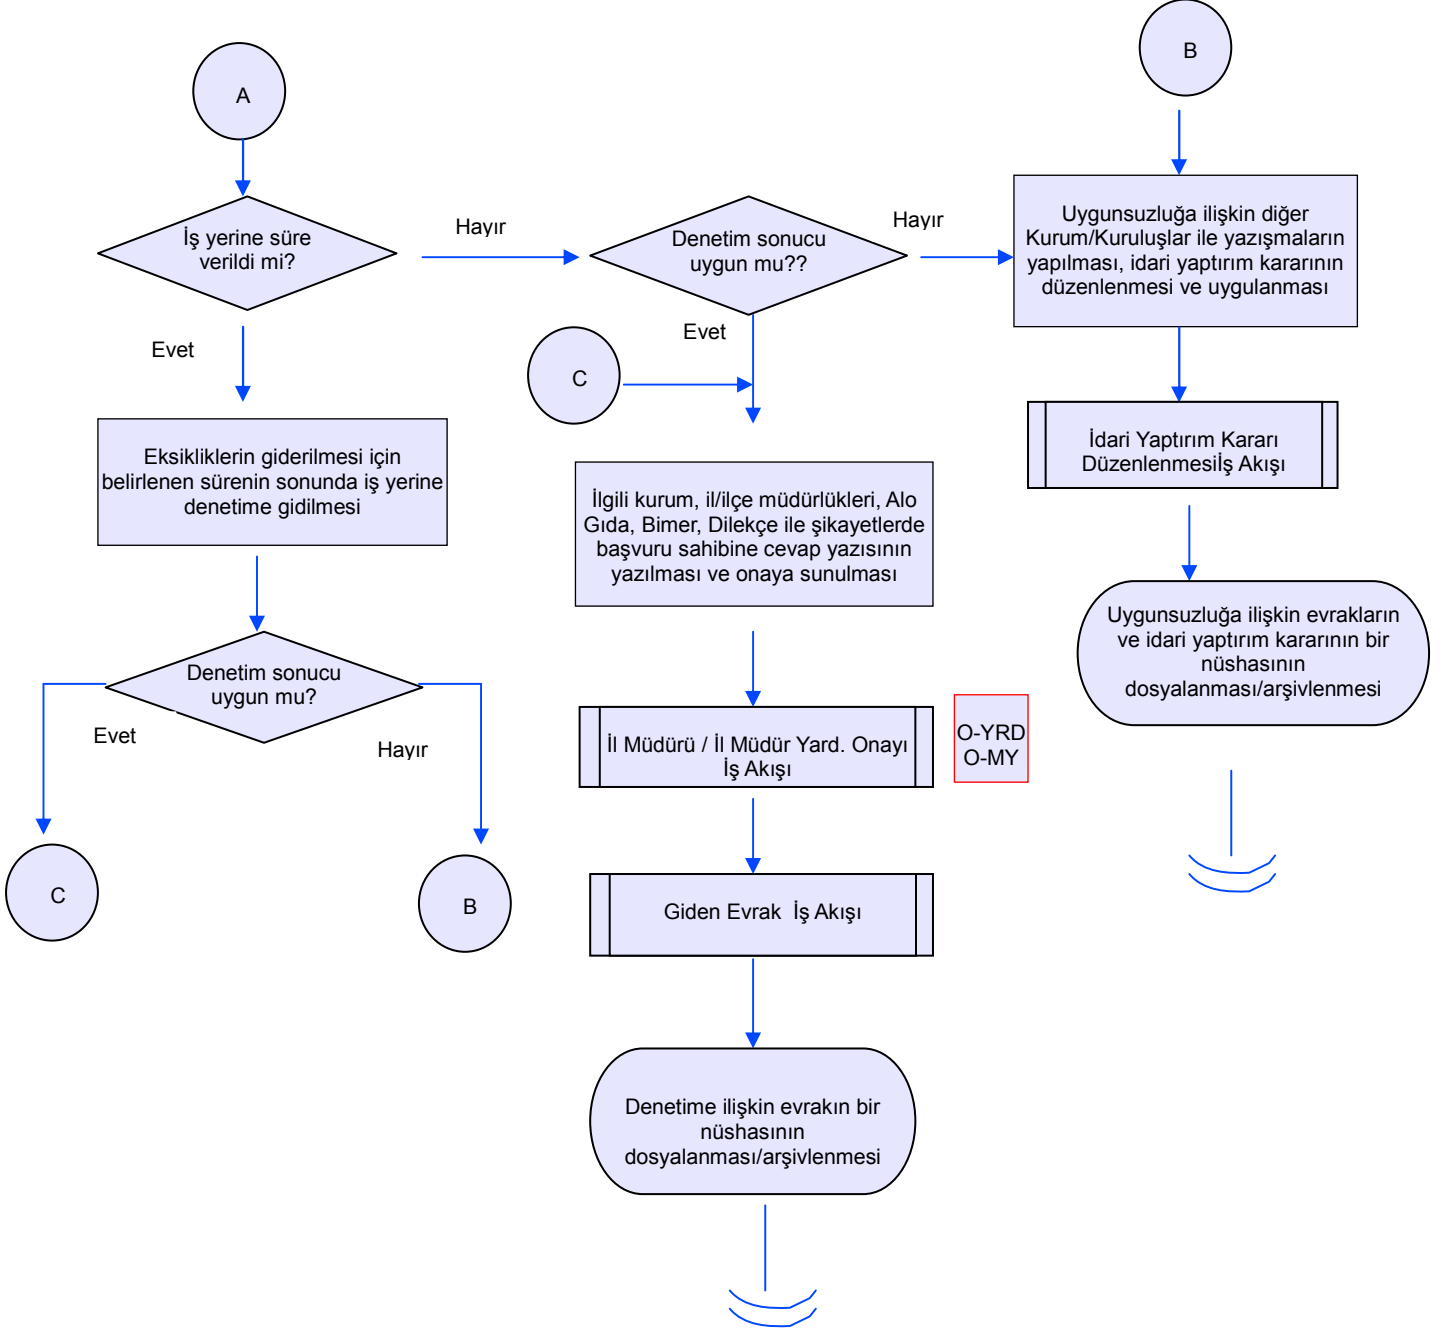 A
B
İş yerine süre
verildi mi?
Hayır
Denetim sonucu
uygun mu??
Hayır
Uygunsuzluğa ilişkin diğer
Kurum/Kuruluşlar ile yazışmaların
yapılması, idari yaptırım kararının
düzenlenmesi ve uygulanması
Evet
Evet
C
Eksikliklerin giderilmesi için
belirlenen sürenin sonunda iş yerine
denetime gidilmesi
İlgili kurum, il/ilçe müdürlükleri, Alo
Gıda, Bimer, Dilekçe ile şikayetlerde
başvuru sahibine cevap yazısının
yazılması ve onaya sunulması
İdari Yaptırım Kararı
Düzenlenmesiİş Akışı
Uygunsuzluğa ilişkin evrakların
ve idari yaptırım kararının bir
nüshasının
dosyalanması/arşivlenmesi
Denetim sonucu
uygun mu?
Evet
Hayır
İl Müdürü / İl Müdür Yard. Onayı
İş Akışı
O-YRD
O-MY
C
B
Giden Evrak İş Akışı
Denetime ilişkin evrakın bir
nüshasının
dosyalanması/arşivlenmesi